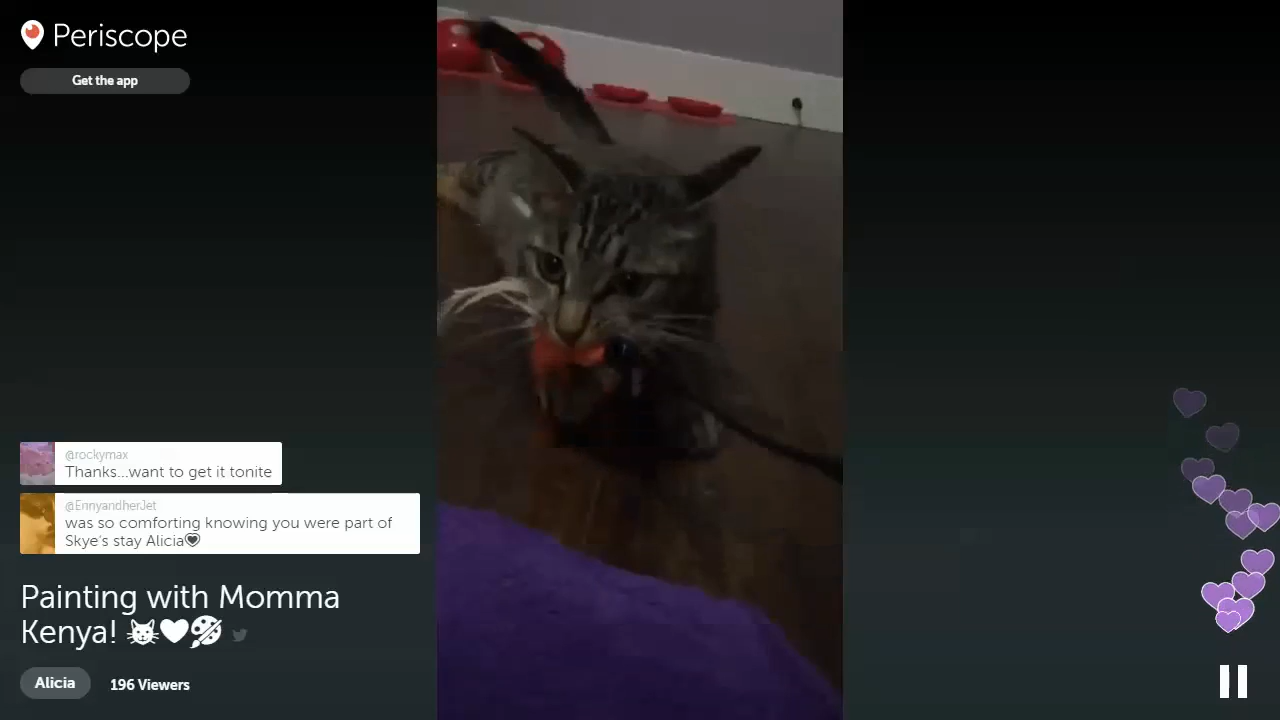 Periscope
Get the app
@rockymax
Thanks...want to get it tonite
@EnnyandherJet
was so comforting knowing you were part of
Skye's stay Alicia🖤
Painting with Momma
Kenya! 😺❤🎨
Alicia
196 Viewers